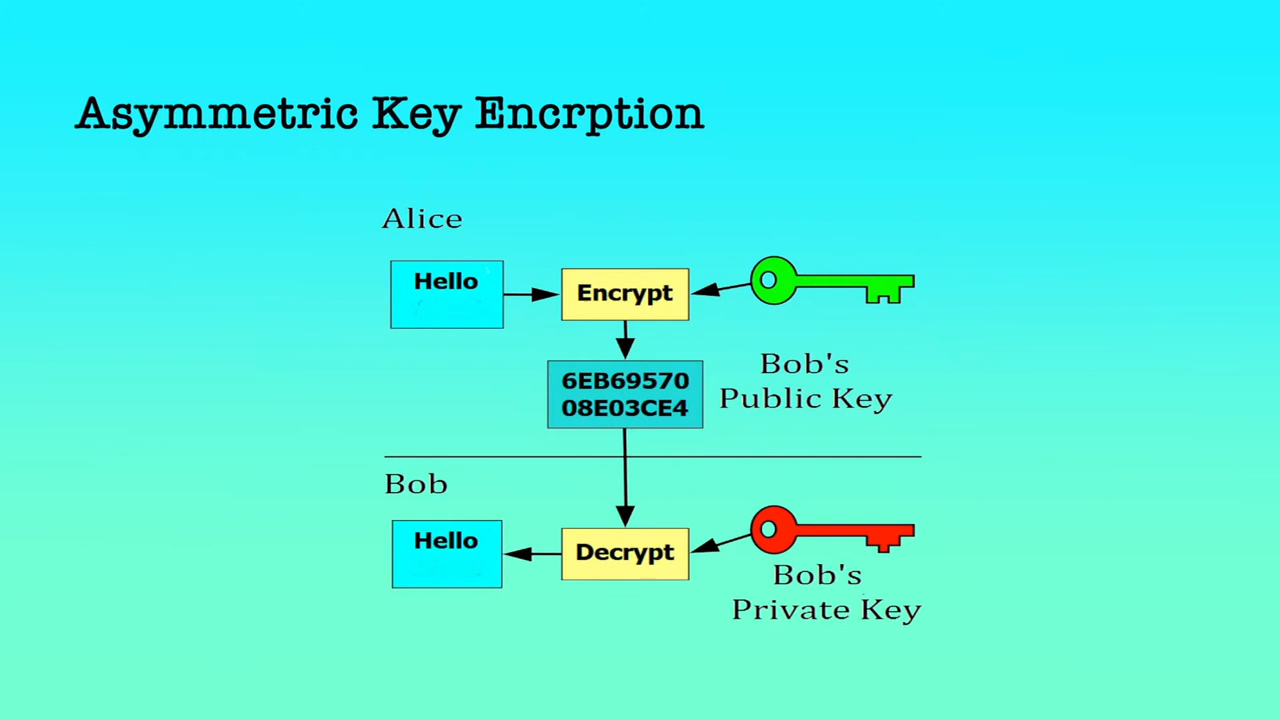 Asymmetric Key Encrption
Alice
Hello
Encrypt
6EB69570
08E03CE4
Bob's
Public Key
Bob
Hello
Decrypt
Bob's
Private Key